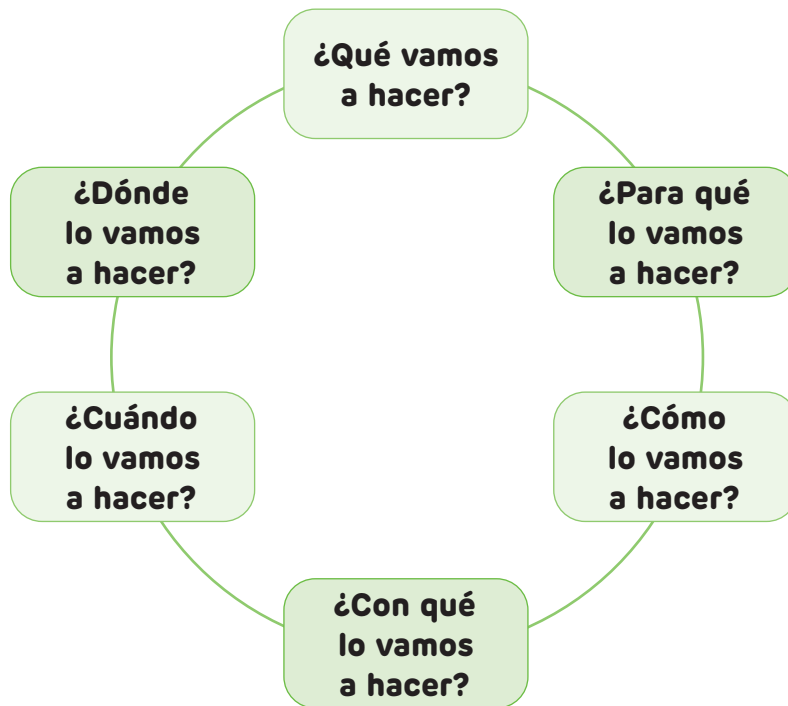 ¿Qué vamos
a hacer?
¿Para qué
lo vamos
a hacer?
¿Cómo
lo vamos
a hacer?
¿Con qué
lo vamos
a hacer?
¿Cuándo
lo vamos
a hacer?
¿Dónde
lo vamos
a hacer?